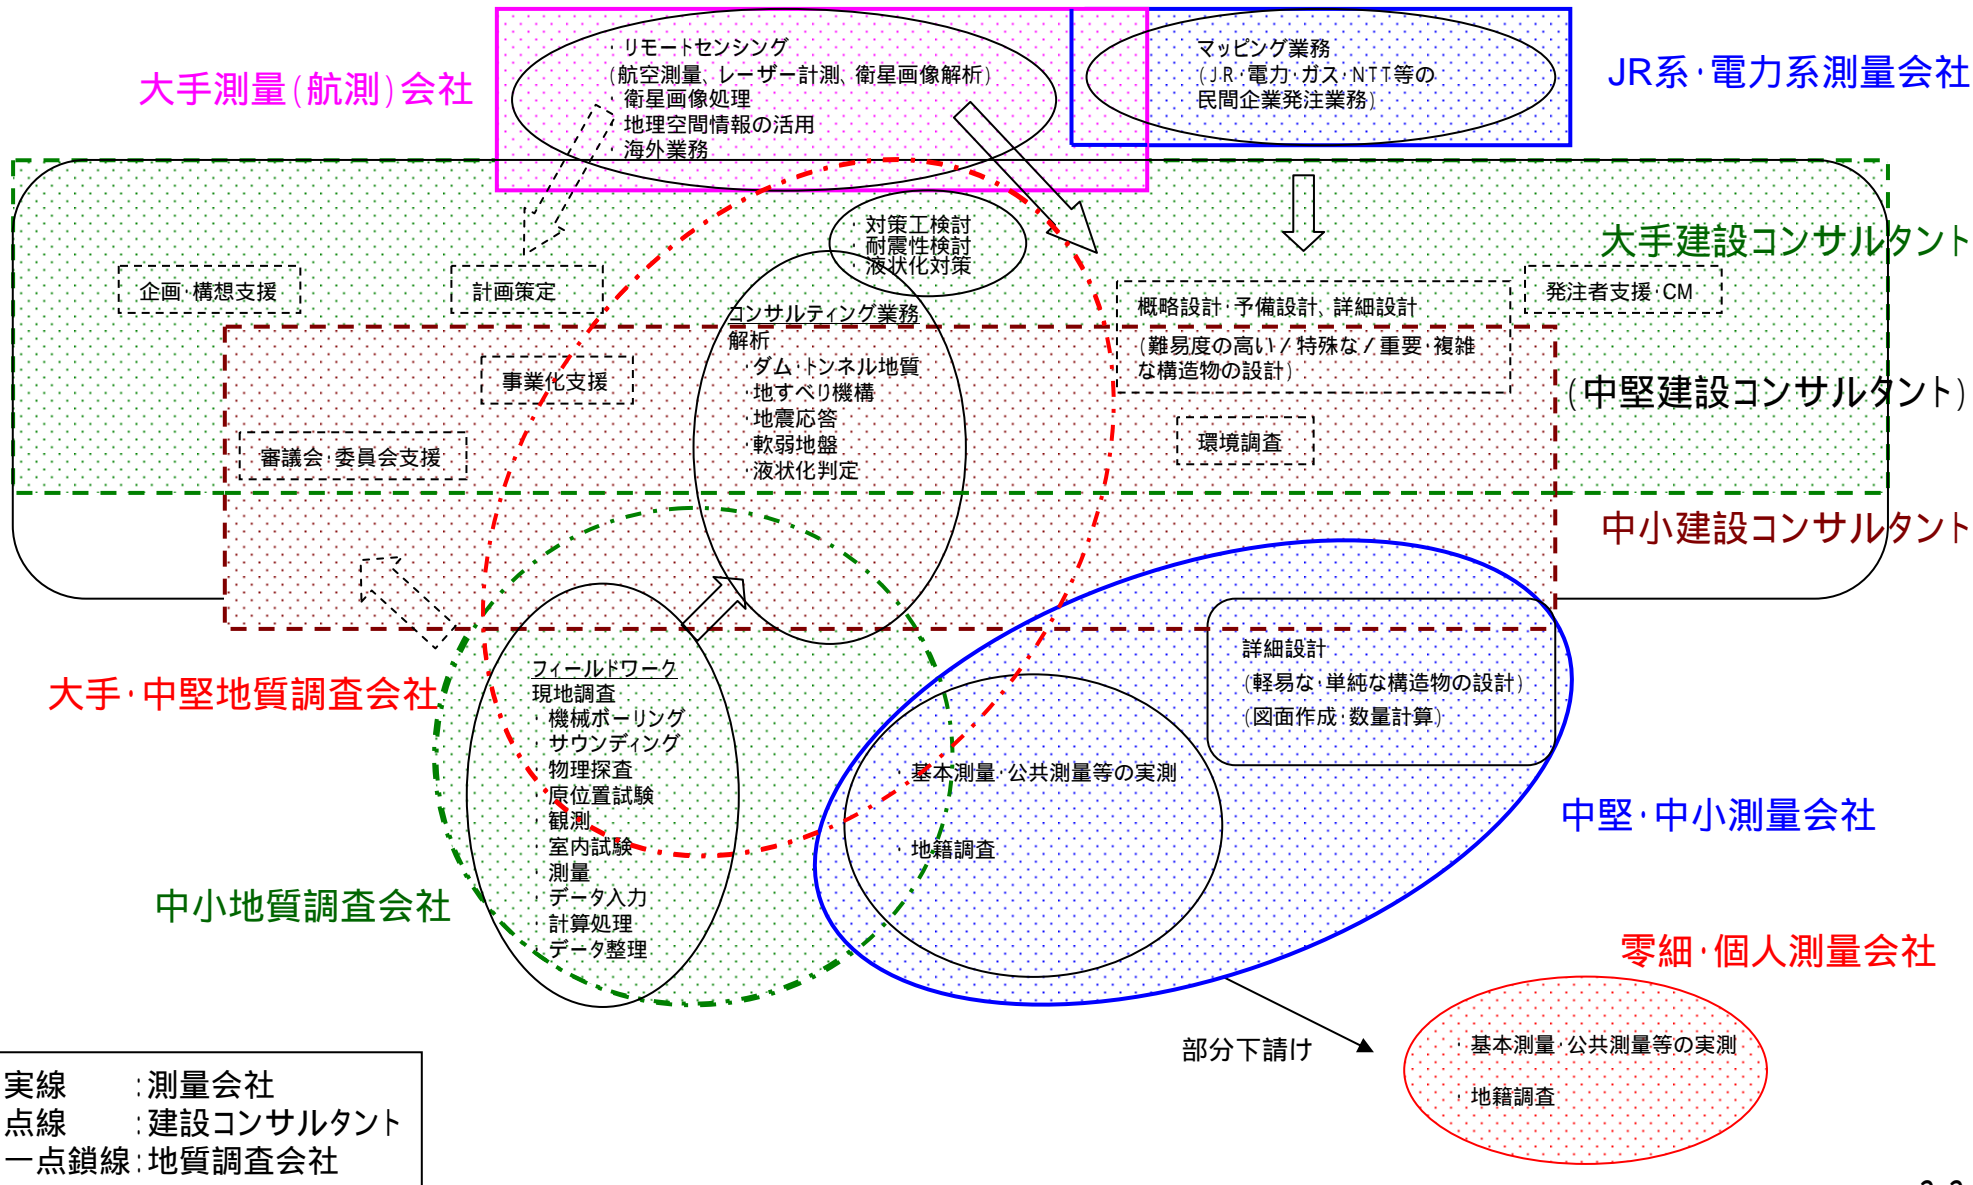 ・リモートセンシング
(航空測量、レーザー計測、衛星画像解析)
・衛星画像処理
・地理空間情報の活用
・海外業務
マッピング業務
(JR・電力・ガス・NTT等の
民間企業発注業務)
大手測量(航測)会社
JR系・電力系測量会社
・対策工検討
・耐震性検討
・液状化対策
大手建設コンサルタント
企画・構想支援
計画策定
発注者支援・CM
概略設計・予備設計、詳細設計
(難易度の高い/特殊な/重要・複雑
な構造物の設計)
コンサルティング業務
解析
・ダム・トンネル地質
・地すべり機構
・地震応答
・軟弱地盤
・液状化判定
事業化支援
(中堅建設コンサルタント)
審議会・委員会支援
環境調査
中小建設コンサルタント
大手・中堅地質調査会社
フィールドワーク
現地調査
・機械ボーリング
・サウンディング
・物理探査
・原位置試験
・観測
・室内試験
・測量
・データ入力
・計算処理
・データ整理
詳細設計
(軽易な・単純な構造物の設計)
(図面作成・数量計算)
・基本測量・公共測量等の実測
・地籍調査
中堅・中小測量会社
中小地質調査会社
零細・個人測量会社
部分下請け
・基本測量・公共測量等の実測
・地籍調査
実線　　:測量会社
点線　　:建設コンサルタント
一点鎖線:地質調査会社